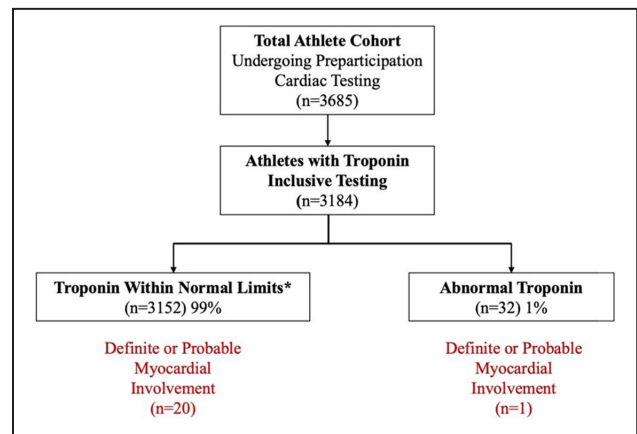 Total Athlete Cohort
Undergoing Preparticipation
Cardiac Testing
(n=3685)
Athletes with Troponin
Inclusive Testing
(n=3184)
Troponin Within Normal Limits*
(n=3152) 99%
Abnormal Troponin
(n=32) 1%
Definite or Probable
Myocardial
Involvement
(n=20)
Definite or Probable
Myocardial
Involvement
(n=1)